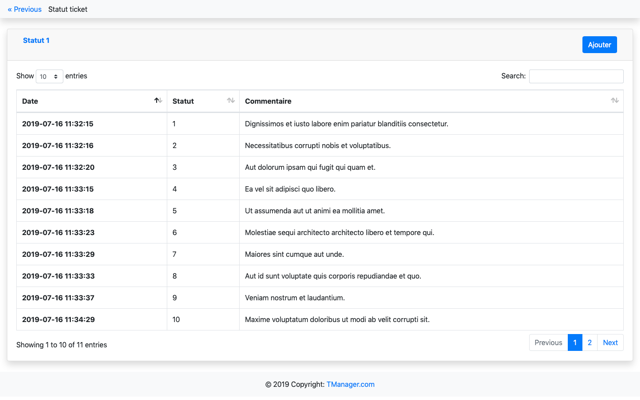 « Previous Statut ticket
Statut 1
Ajouter
Show 10 entries
Search:
Date Statut Commentaire
2019-07-16 11:32:15 1 Dignissimos et iusto labore enim pariatur blanditiis consectetur.
2019-07-16 11:32:16 2 Necessitatibus corrupti nobis et voluptatibus.
2019-07-16 11:32:20 3 Aut dolorum ipsam qui fugit qui quam et.
2019-07-16 11:33:15 4 Ea vel sit adipisci quo libero.
2019-07-16 11:33:18 5 Ut assumenda aut ut animi ea mollitia amet.
2019-07-16 11:33:23 6 Molestiae sequi architecto architecto libero et tempore qui.
2019-07-16 11:33:29 7 Maiores sint cumque aut unde.
2019-07-16 11:33:33 8 Aut id sunt voluptate quis corporis repudiandae et quo.
2019-07-16 11:33:37 9 Veniam nostrum et laudantium.
2019-07-16 11:34:29 10 Maxime voluptatum doloribus ut modi ab velit corrupti sit.
Showing 1 to 10 of 11 entries
Previous 1 2 Next
© 2019 Copyright: TManager.com